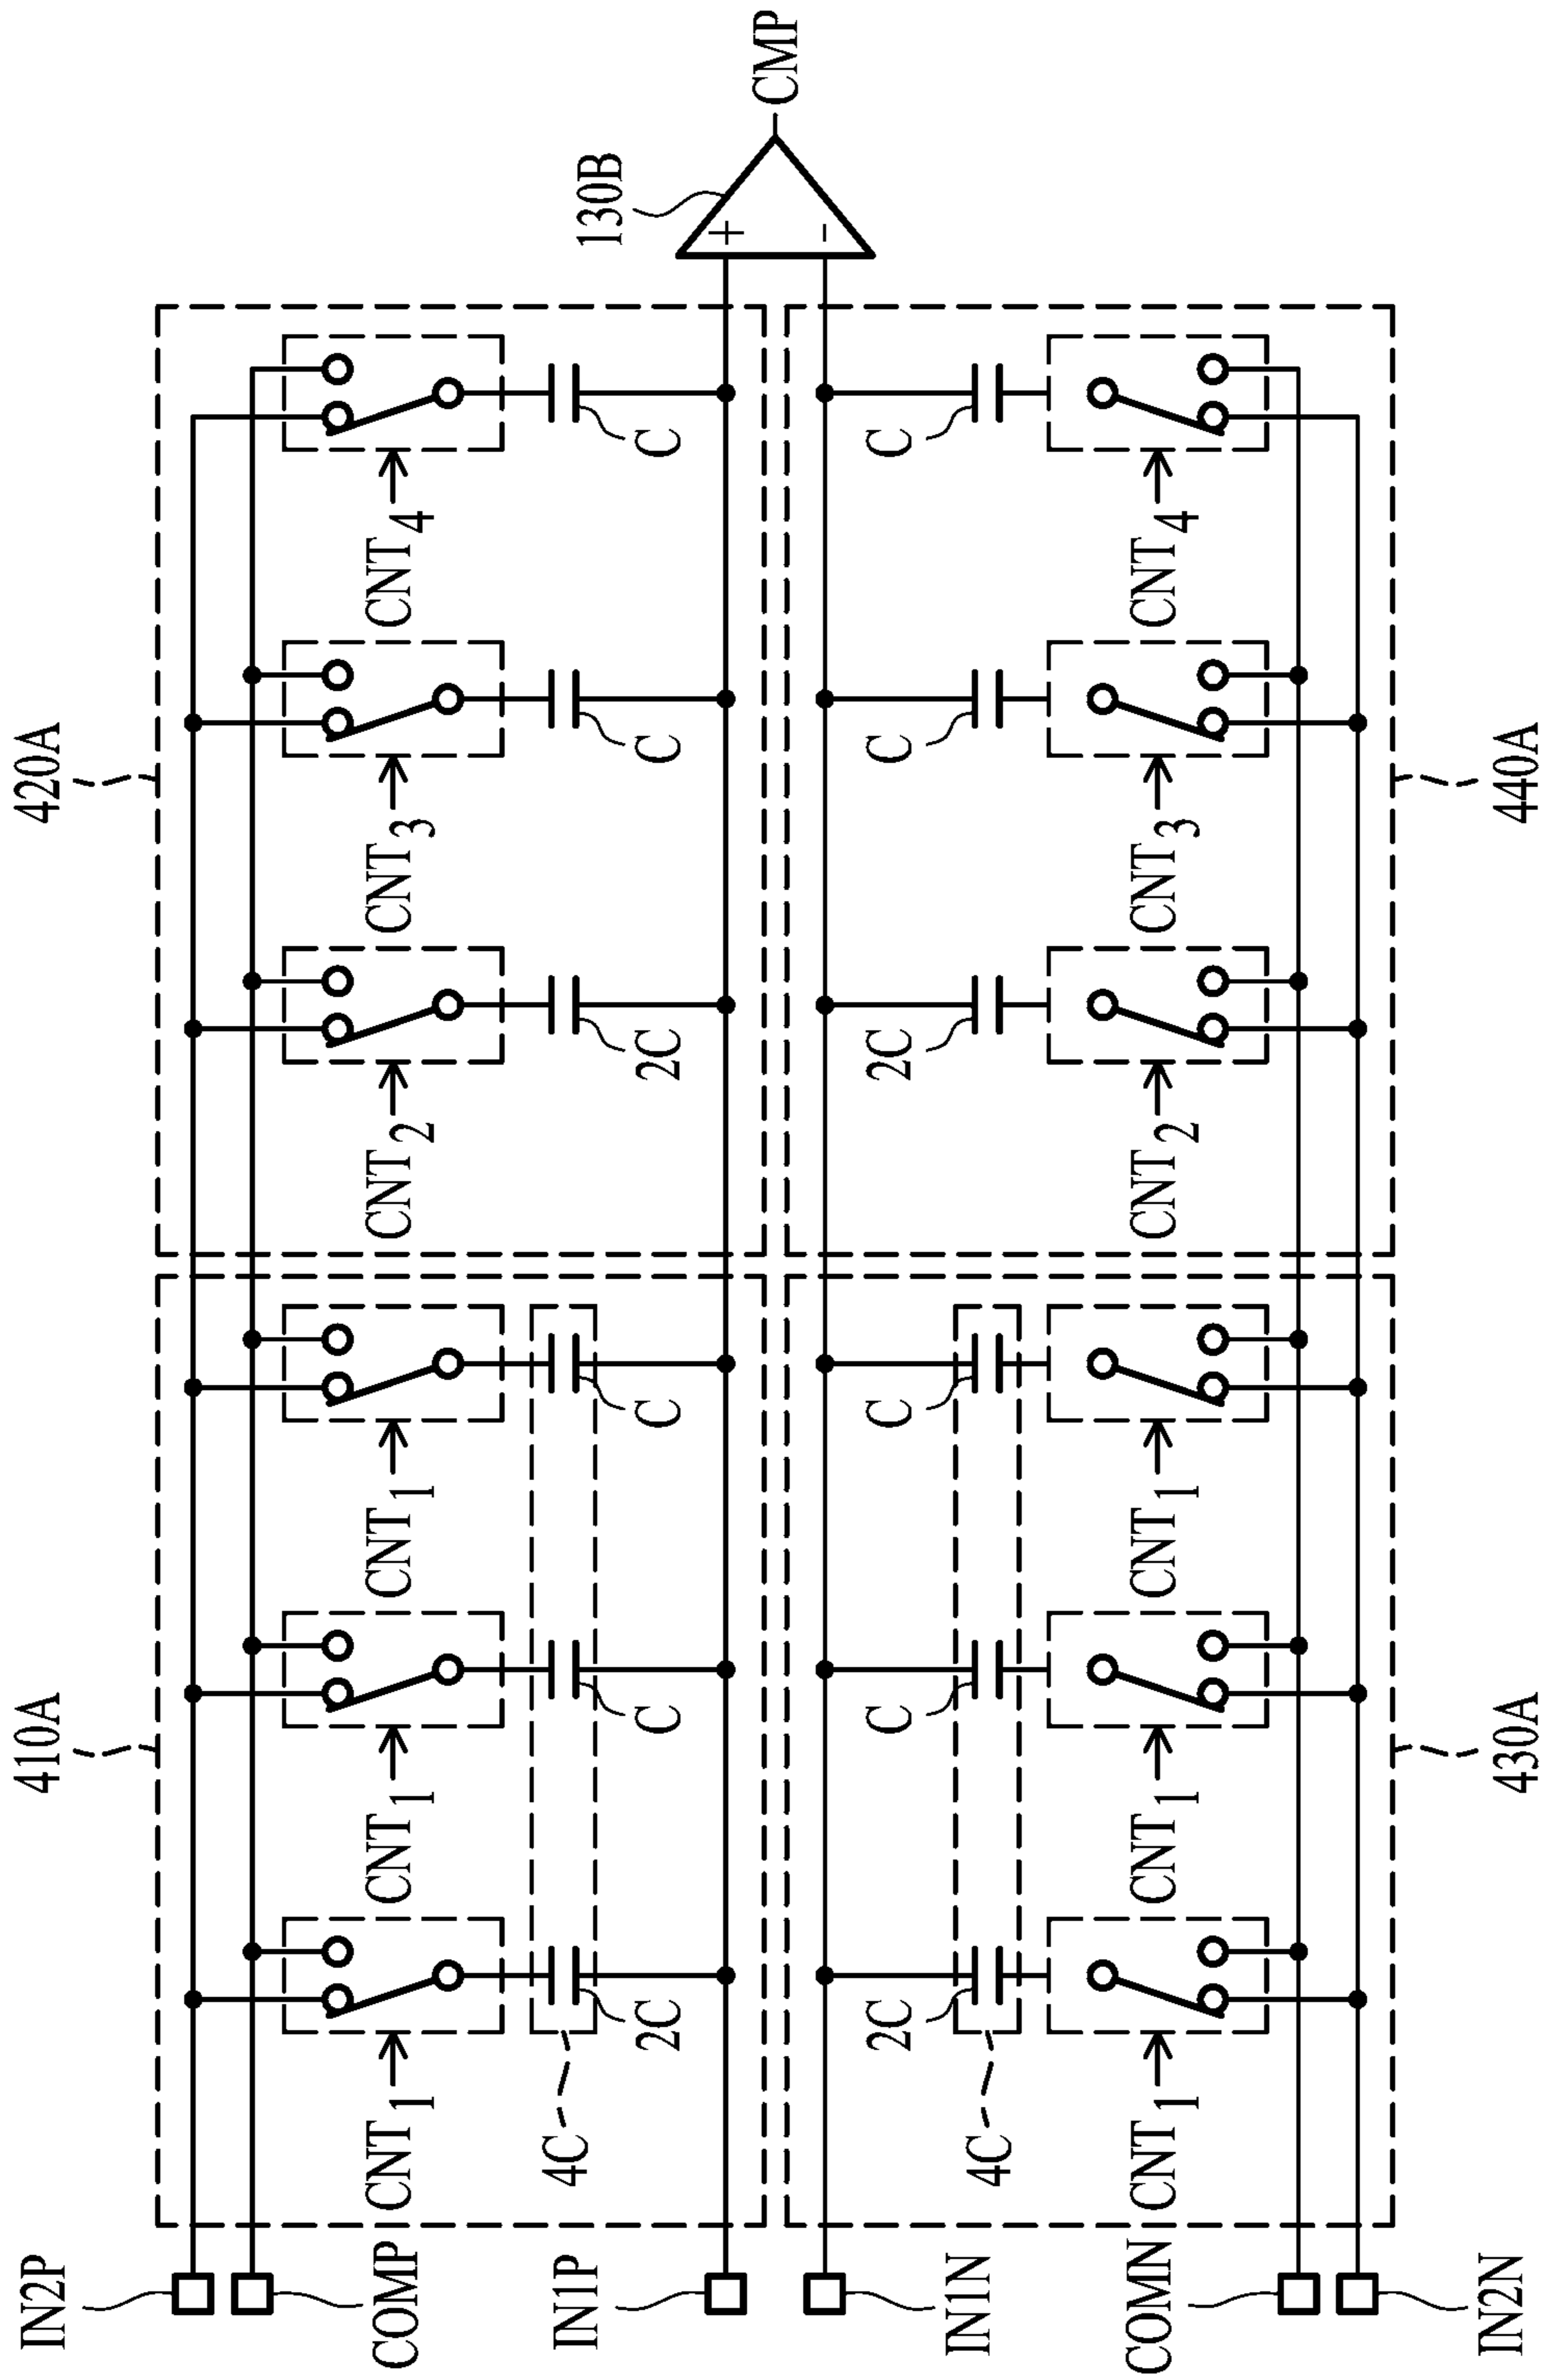 410A
420A
IN2P
COMP
CNT1
CNT1
CNT1
CNT2
CNT3
CNT4
4C
2C
C
C
2C
C
C
130B
IN1P
+
CMP
IN1N
-
2C
C
C
2C
C
C
4C
CNT1
CNT1
CNT1
CNT2
CNT3
CNT4
COMN
IN2N
430A
440A